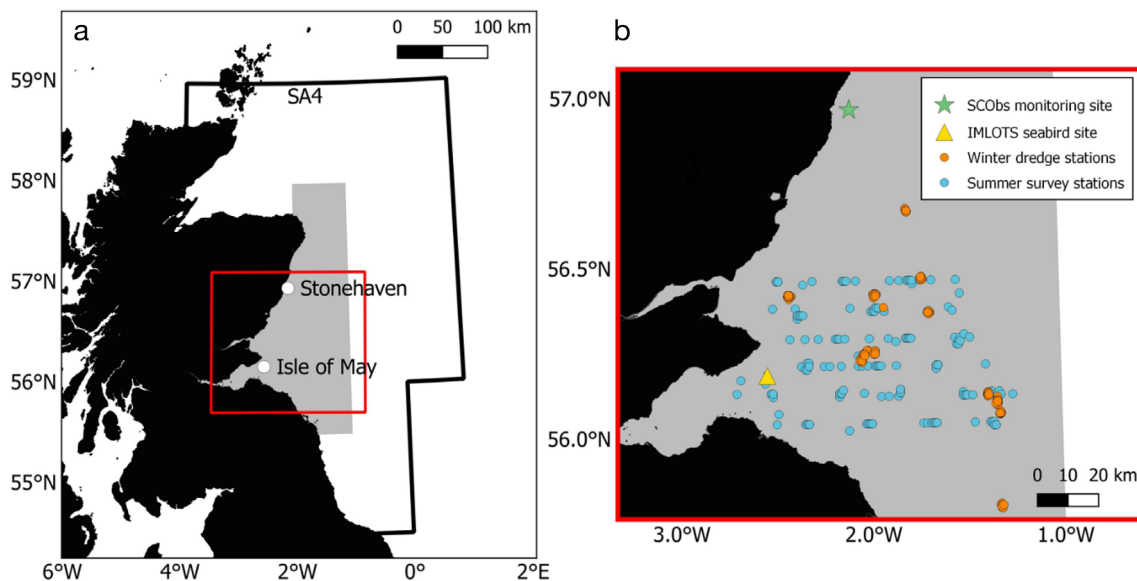 a
0 50 100 km
59°N
SA4
58°N
57°N
Stonehaven
56°N
Isle of May
55°N
6°W 4°W 2°W 0° 2°E
b
57.0°N
SCObs monitoring site
IMLOTS seabird site
Winter dredge stations
Summer survey stations
56.5°N
56.0°N
0 10 20 km
3.0°W 2.0°W 1.0°W